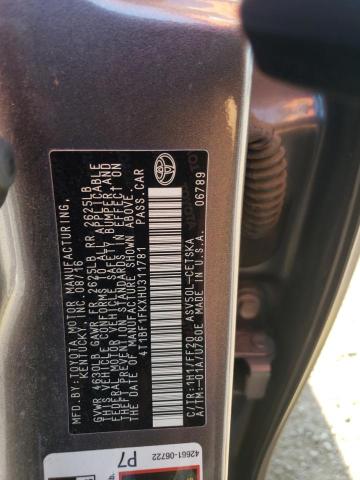 MFD. BY: TOYOTA MOTOR MANUFACTURING,
KENTUCKY, INC. 08/16
GVWR 4630LB GAWR FR 2625LB RR 2625LB
THIS VEHICLE CONFORMS TO ALL APPLICABLE
FEDERAL MOTOR VEHICLE SAFETY, BUMPER, AND
THEFT PREVENTION STANDARDS IN EFFECT ON
THE DATE OF MANUFACTURE SHOWN ABOVE.
4T1BF1FKXHU311781 PASS.CAR
C/TR:1H1/FF20 ASV50L-CETSKA
A/TM:-01A/U760E MADE IN U.S.A. 06789
42661-06722
P7